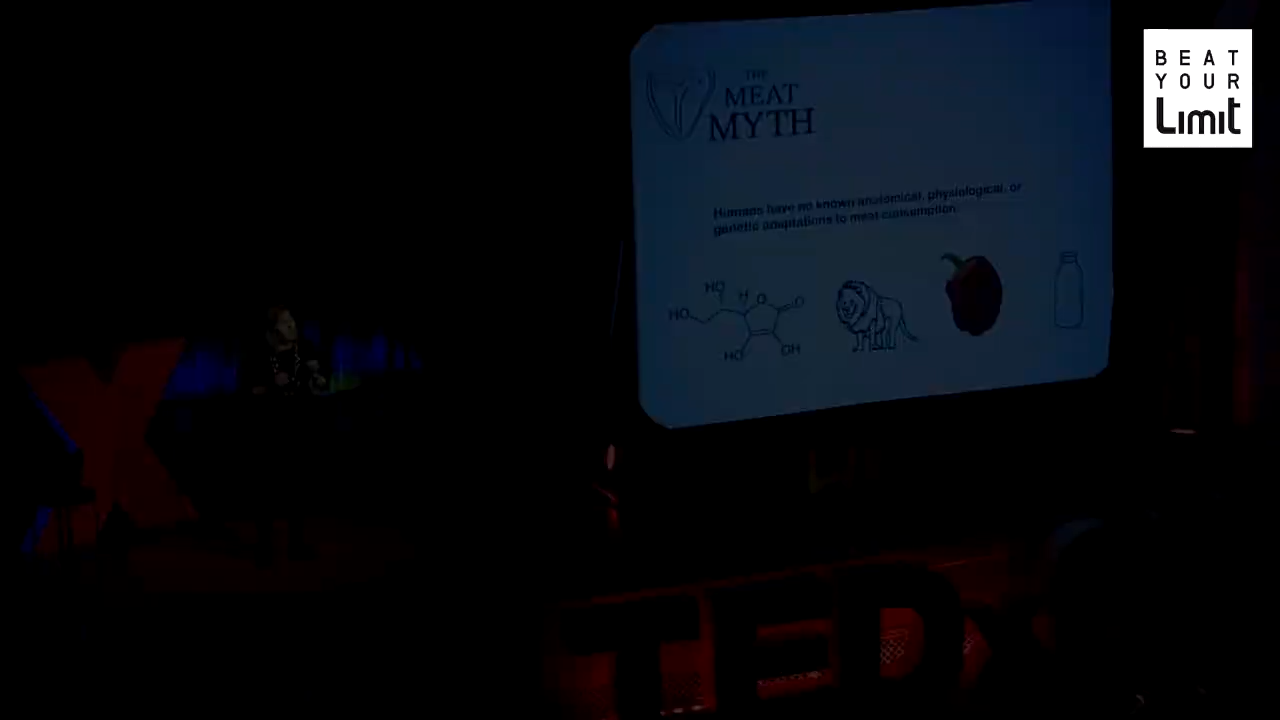 BEAT
YOUR
Limit
THE
MEAT
MYTH
Humans have no known anatomical, physiological, or
genetic adaptations to meat consumption.
HO
H
O
O
HO
HO
OH
X
TEDx